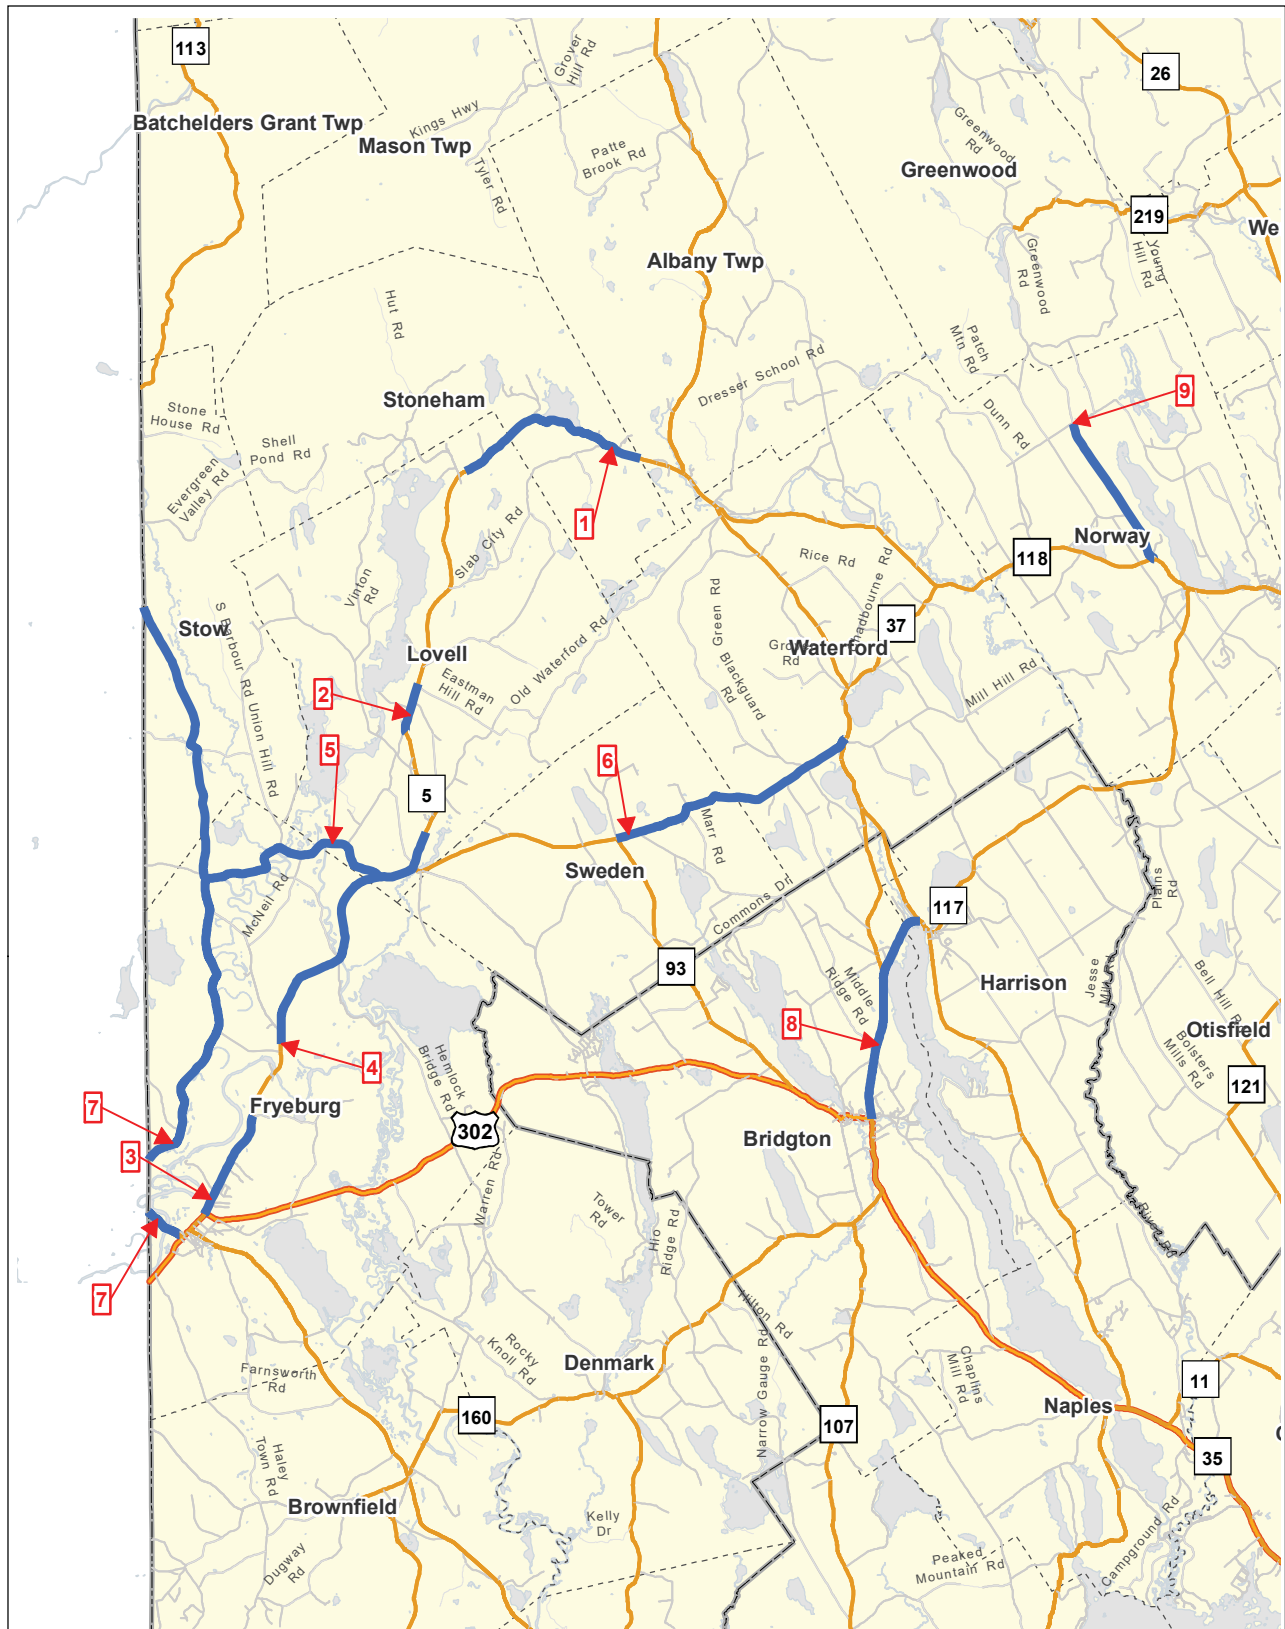 113
26
Grover
Hill Rd
Batchelders Grant Twp
Kings Hwy
Mason Twp
Patte
Brook Rd
Tyler Rd
Greenwood
Rd
Greenwood
219
We
Young
Hill Rd
Greenwood
Rd
Albany Twp
Hut Rd
Patch
Mtn Rd
Dresser School Rd
Stoneham
9
Stone
House Rd
Dunn Rd
Shell
Pond Rd
Evergreen
Valley Rd
1
Slab City Rd
Norway
118
Rice Rd
Vinton
Rd
Green Rd
37
S Barbour Rd
Stow
Old Waterford Rd
Waterford
Lovell
Eastman
Hill Rd
Blackguard
Rd
Mill Hill Rd
2
Union Hill Rd
5
6
5
Marr Rd
Sweden
McNeil Rd
Commons Dr
Plains
Rd
117
93
Middle
Ridge Rd
Harrison
Bell Hill Rd
8
Otisfield
Bolsters
Mills Rd
4
Hemlock
Bridge Rd
121
Fryeburg
7
302
Bridgton
3
Warren Rd
Tower
Rd
Hio
Ridge Rd
River Rd
7
Hilton Rd
Rocky
Knoll Rd
Denmark
Farnsworth
Rd
Narrow Gauge Rd
Chaplins
Mill Rd
11
Naples
160
107
35
Haley
Town Rd
Brownfield
Kelly
Dr
Campground Rd
Dugway
Rd
Peaked
Mountain Rd